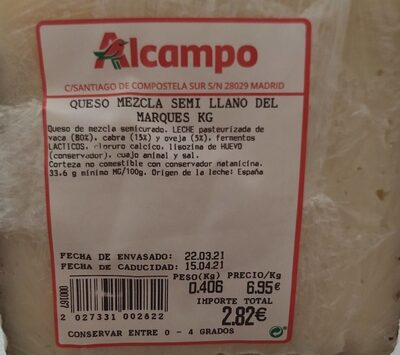 Alcampo
C/SANTIAGO DE COMPOSTELA SUR S/N 28029 MADRID
QUESO MEZCLA SEMI LLANO DEL
MARQUES KG
Queso de mezcla semicurado. LECHE pasteurizada de
vaca (80%), cabra (15%) y oveja (5%), fermentos
LACTICOS, cloruro calcico, lisozima de HUEVO
(conservador), cuajo animal y sal.
Corteza no comestible con conservador natamicina.
33,6 g minimo MG/100g. Origen de la leche: España
FECHA DE ENVASADO: 22.03.21
FECHA DE CADUCIDAD: 15.04.21
PESO(Kg) PRECIO/Kg
0.406 6.95€
IMPORTE TOTAL
2.82€
000167
2 027331 002822
CONSERVAR ENTRE 0 - 4 GRADOS